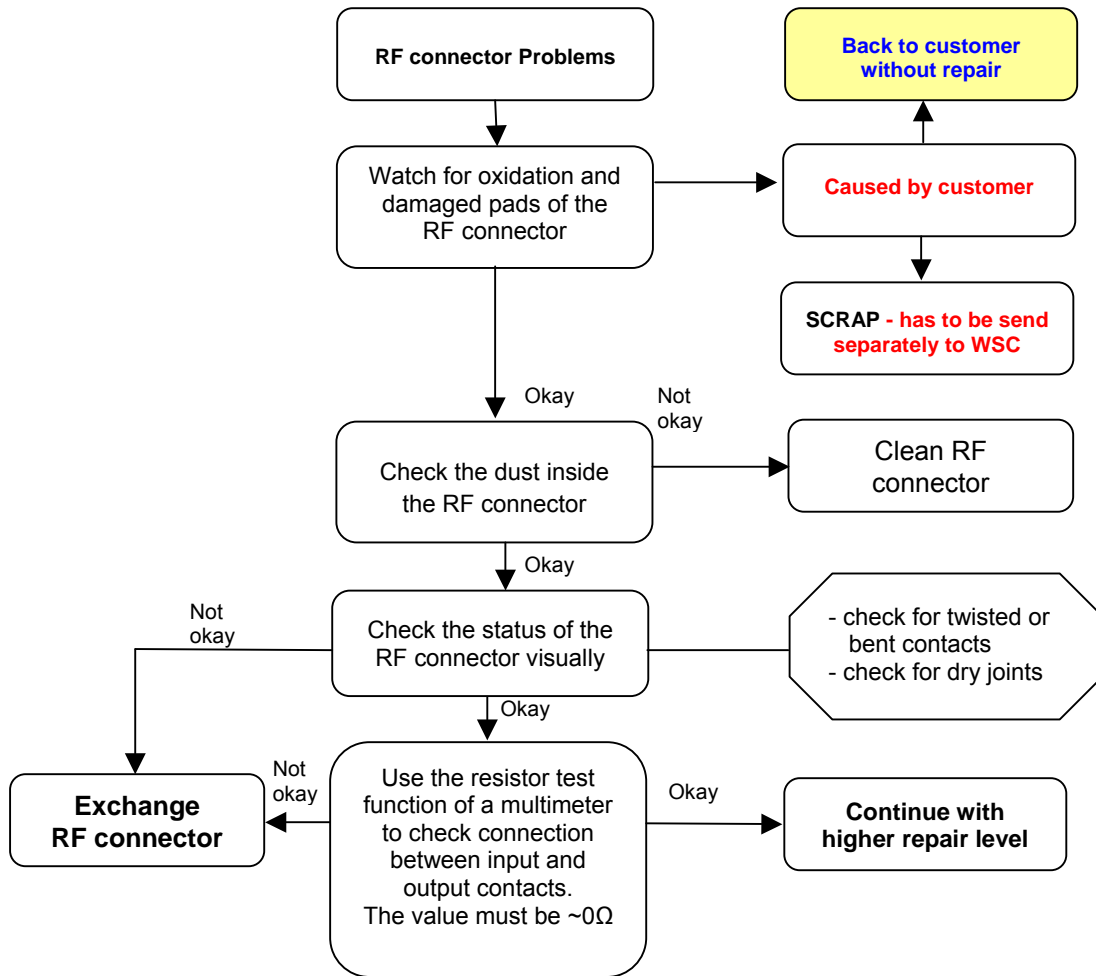 RF connector Problems
Back to customer
without repair
Watch for oxidation and
damaged pads of the
RF connector
Caused by customer
SCRAP - has to be send
separately to WSC
Okay
Not
okay
Check the dust inside
the RF connector
Clean RF
connector
Okay
Not
okay
Check the status of the
RF connector visually
- check for twisted or
bent contacts
- check for dry joints
Okay
Exchange
RF connector
Not
okay
Use the resistor test
function of a multimeter
to check connection
between input and
output contacts.
The value must be ~0Ω
Okay
Continue with
higher repair level